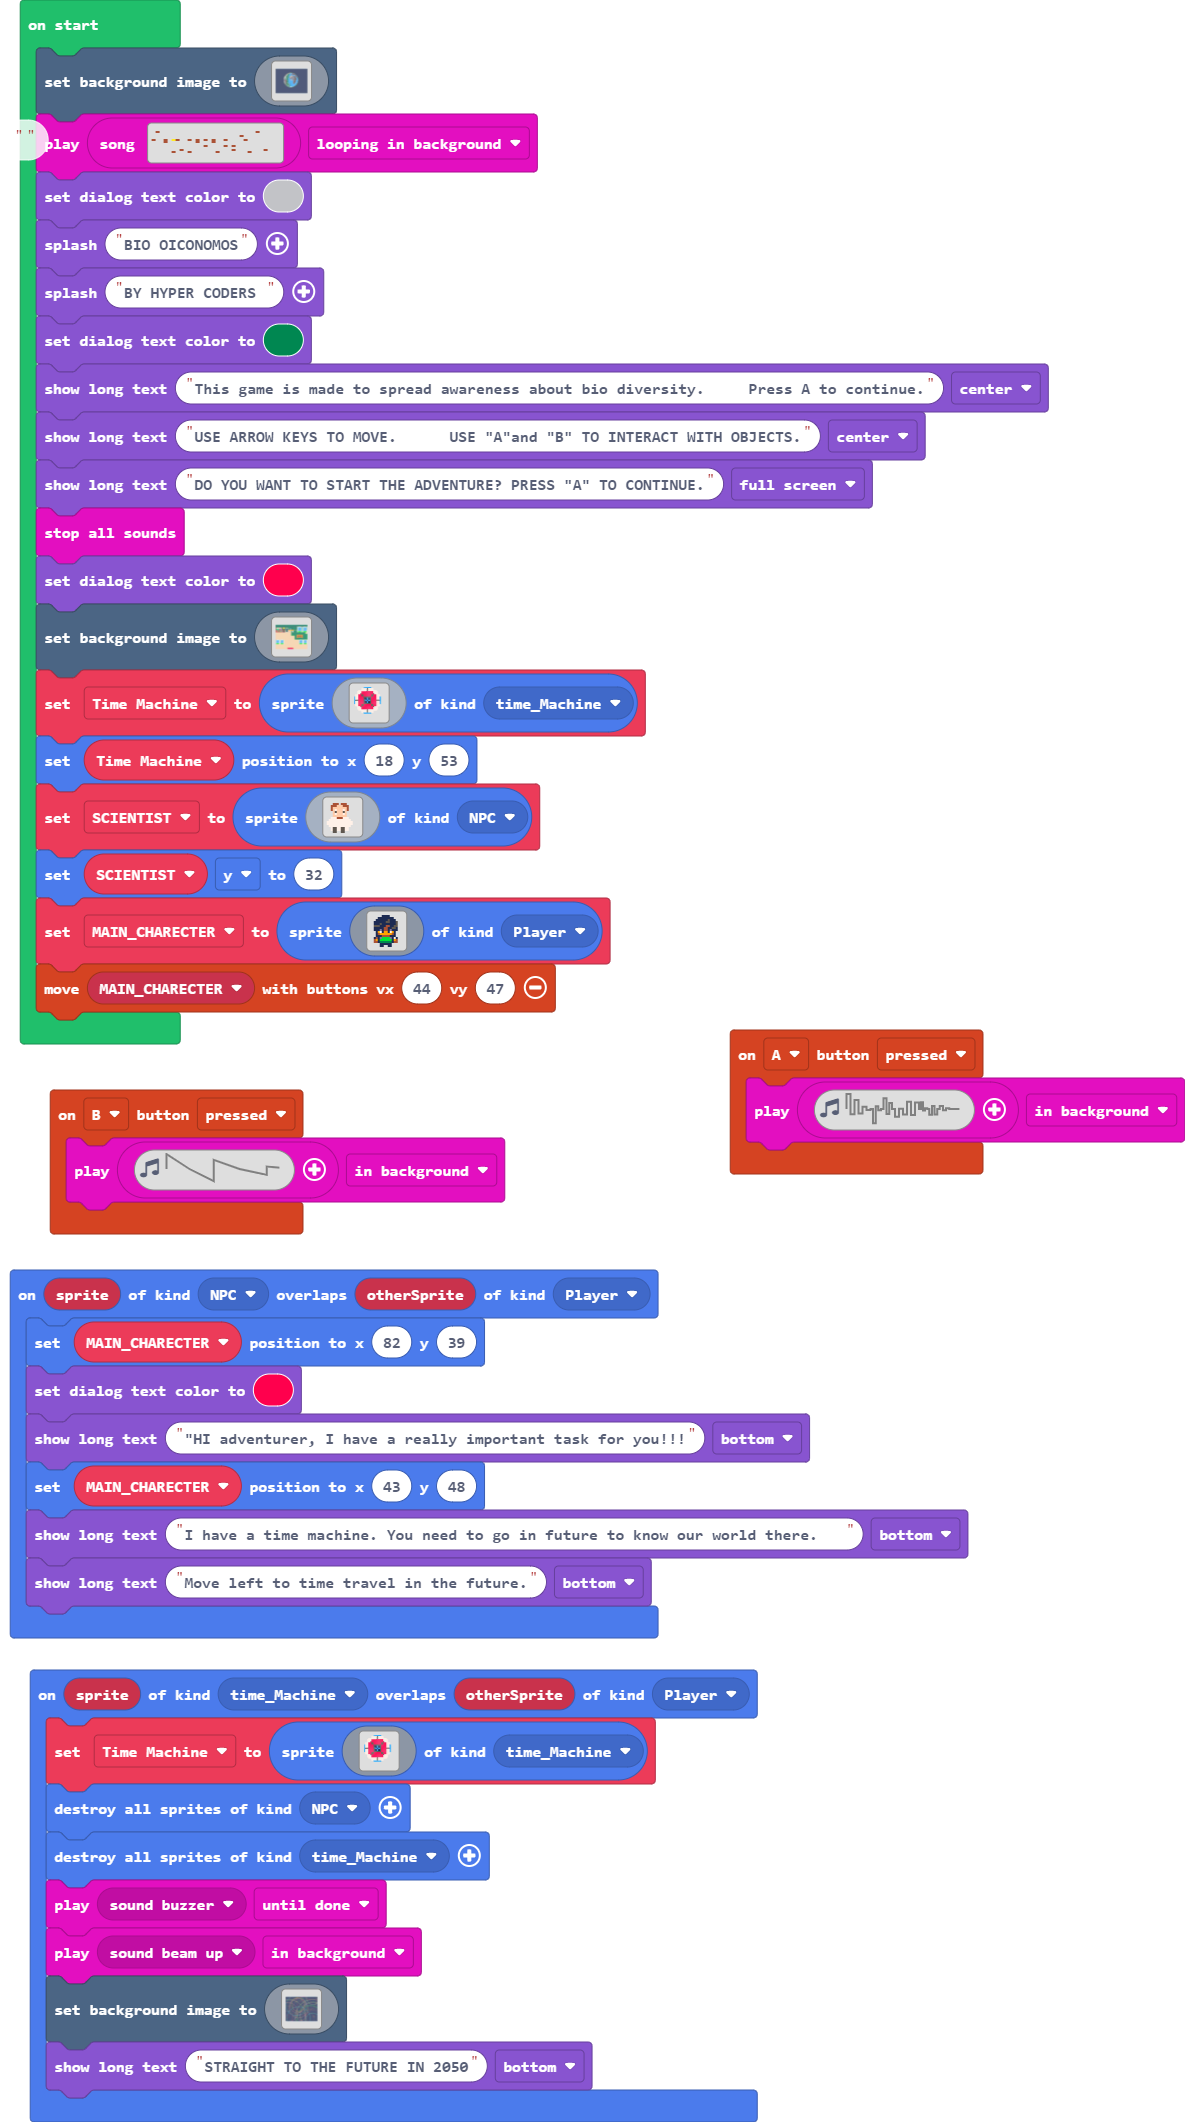 on start
set background image to
" "
play song looping in background
set dialog text color to
splash "BIO OICONOMOS"
splash "BY HYPER CODERS "
set dialog text color to
show long text "This game is made to spread awareness about bio diversity. Press A to continue." center
show long text "USE ARROW KEYS TO MOVE. USE "A"and "B" TO INTERACT WITH OBJECTS." center
show long text "DO YOU WANT TO START THE ADVENTURE? PRESS "A" TO CONTINUE." full screen
stop all sounds
set dialog text color to
set background image to
set Time Machine to sprite of kind time_Machine
set Time Machine position to x 18 y 53
set SCIENTIST to sprite of kind NPC
set SCIENTIST y to 32
set MAIN_CHARECTER to sprite of kind Player
move MAIN_CHARECTER with buttons vx 44 vy 47
on A button pressed
play in background
on B button pressed
play in background
on sprite of kind NPC overlaps otherSprite of kind Player
set MAIN_CHARECTER position to x 82 y 39
set dialog text color to
show long text ""HI adventurer, I have a really important task for you!!!" bottom
set MAIN_CHARECTER position to x 43 y 48
show long text "I have a time machine. You need to go in future to know our world there. " bottom
show long text "Move left to time travel in the future." bottom
on sprite of kind time_Machine overlaps otherSprite of kind Player
set Time Machine to sprite of kind time_Machine
destroy all sprites of kind NPC
destroy all sprites of kind time_Machine
play sound buzzer until done
play sound beam up in background
set background image to
show long text "STRAIGHT TO THE FUTURE IN 2050" bottom